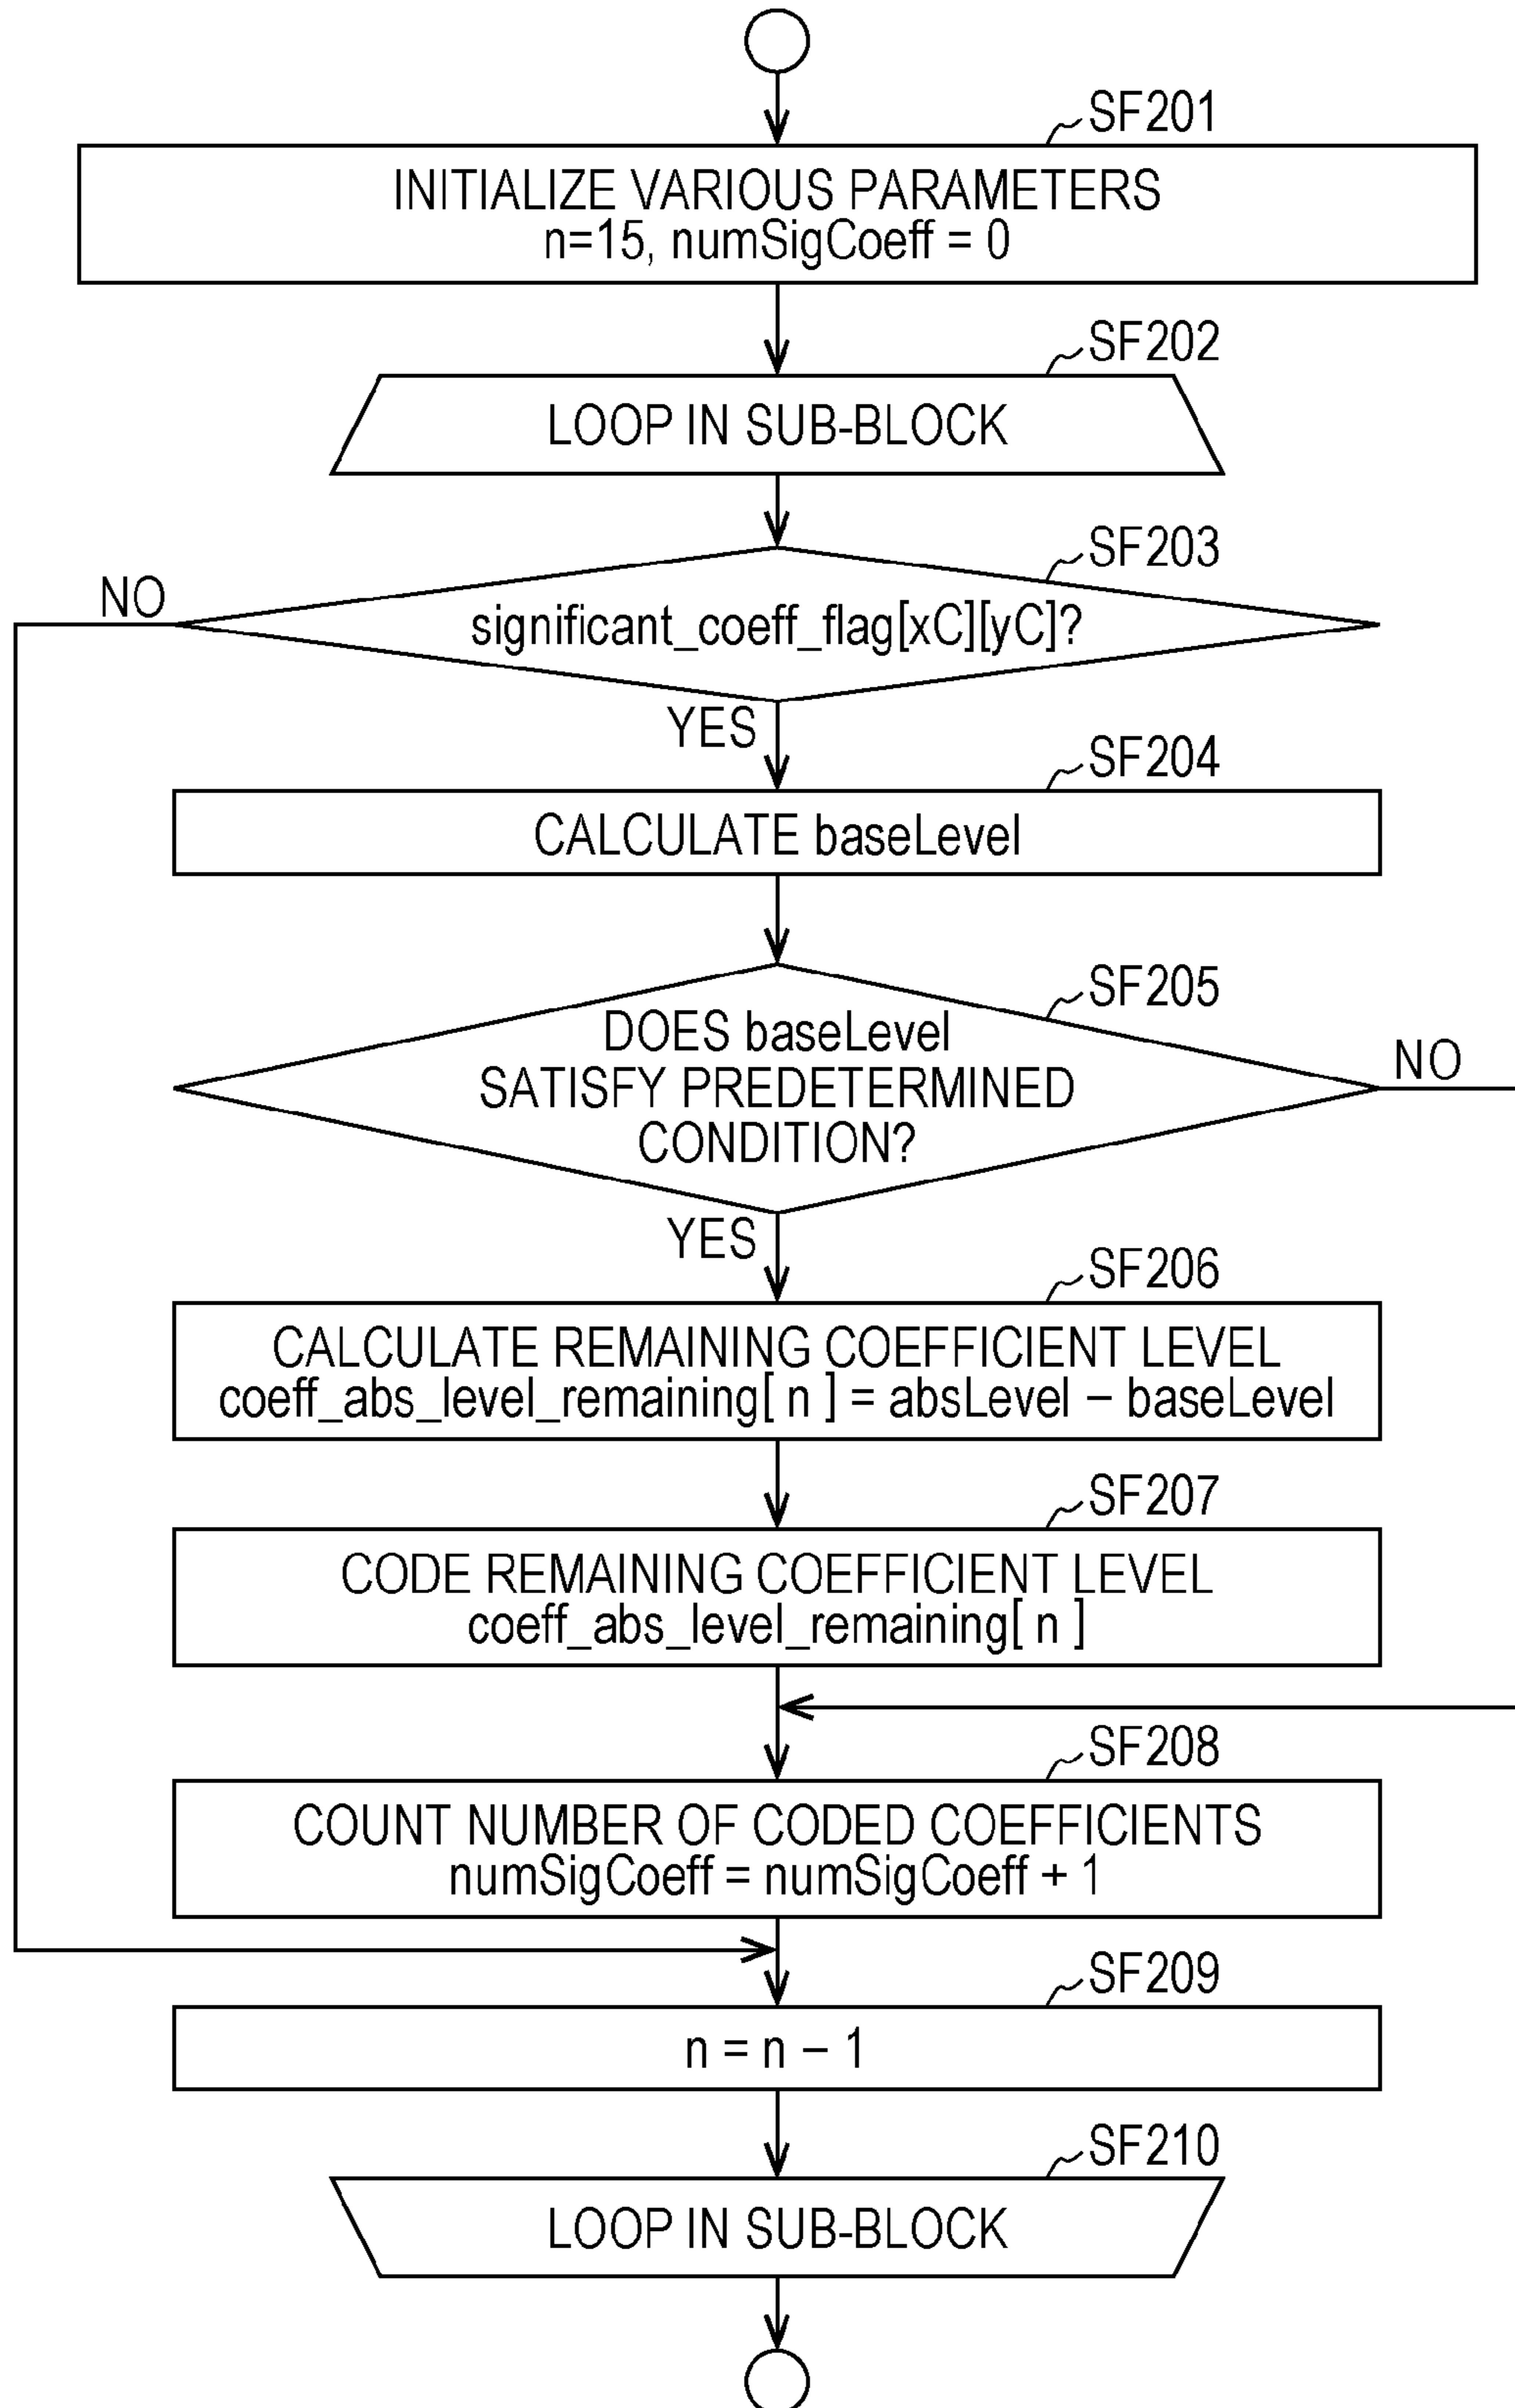 SF201
INITIALIZE VARIOUS PARAMETERS
n=15, numSigCoeff = 0
SF202
LOOP IN SUB-BLOCK
SF203
NO
significant_coeff_flag[xC][yC]?
YES
SF204
CALCULATE baseLevel
SF205
DOES baseLevel
SATISFY PREDETERMINED
CONDITION?
NO
YES
SF206
CALCULATE REMAINING COEFFICIENT LEVEL
coeff_abs_level_remaining[ n ] = absLevel – baseLevel
SF207
CODE REMAINING COEFFICIENT LEVEL
coeff_abs_level_remaining[ n ]
SF208
COUNT NUMBER OF CODED COEFFICIENTS
numSigCoeff = numSigCoeff + 1
SF209
n = n – 1
SF210
LOOP IN SUB-BLOCK